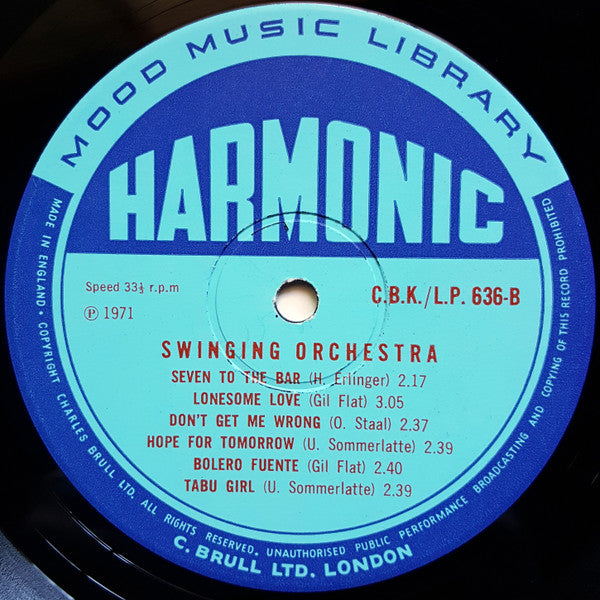 MOOD MUSIC LIBRARY
HARMONIC
Speed 33⅓ r.p.m
C.B.K./L.P. 636-B
Ⓟ 1971
SWINGING ORCHESTRA
SEVEN TO THE BAR (H. Erlinger) 2.17
LONESOME LOVE (Gil Flat) 3.05
DON'T GET ME WRONG (O. Staal) 2.37
HOPE FOR TOMORROW (U. Sommerlatte) 2.39
BOLERO FUENTE (Gil Flat) 2.40
TABU GIRL (U. Sommerlatte) 2.39
MADE IN ENGLAND • COPYRIGHT CHARLES BRULL LTD. ALL RIGHTS RESERVED. UNAUTHORISED PUBLIC PERFORMANCE BROADCASTING AND COPYING OF THIS RECORD PROHIBITED
C. BRULL LTD. LONDON